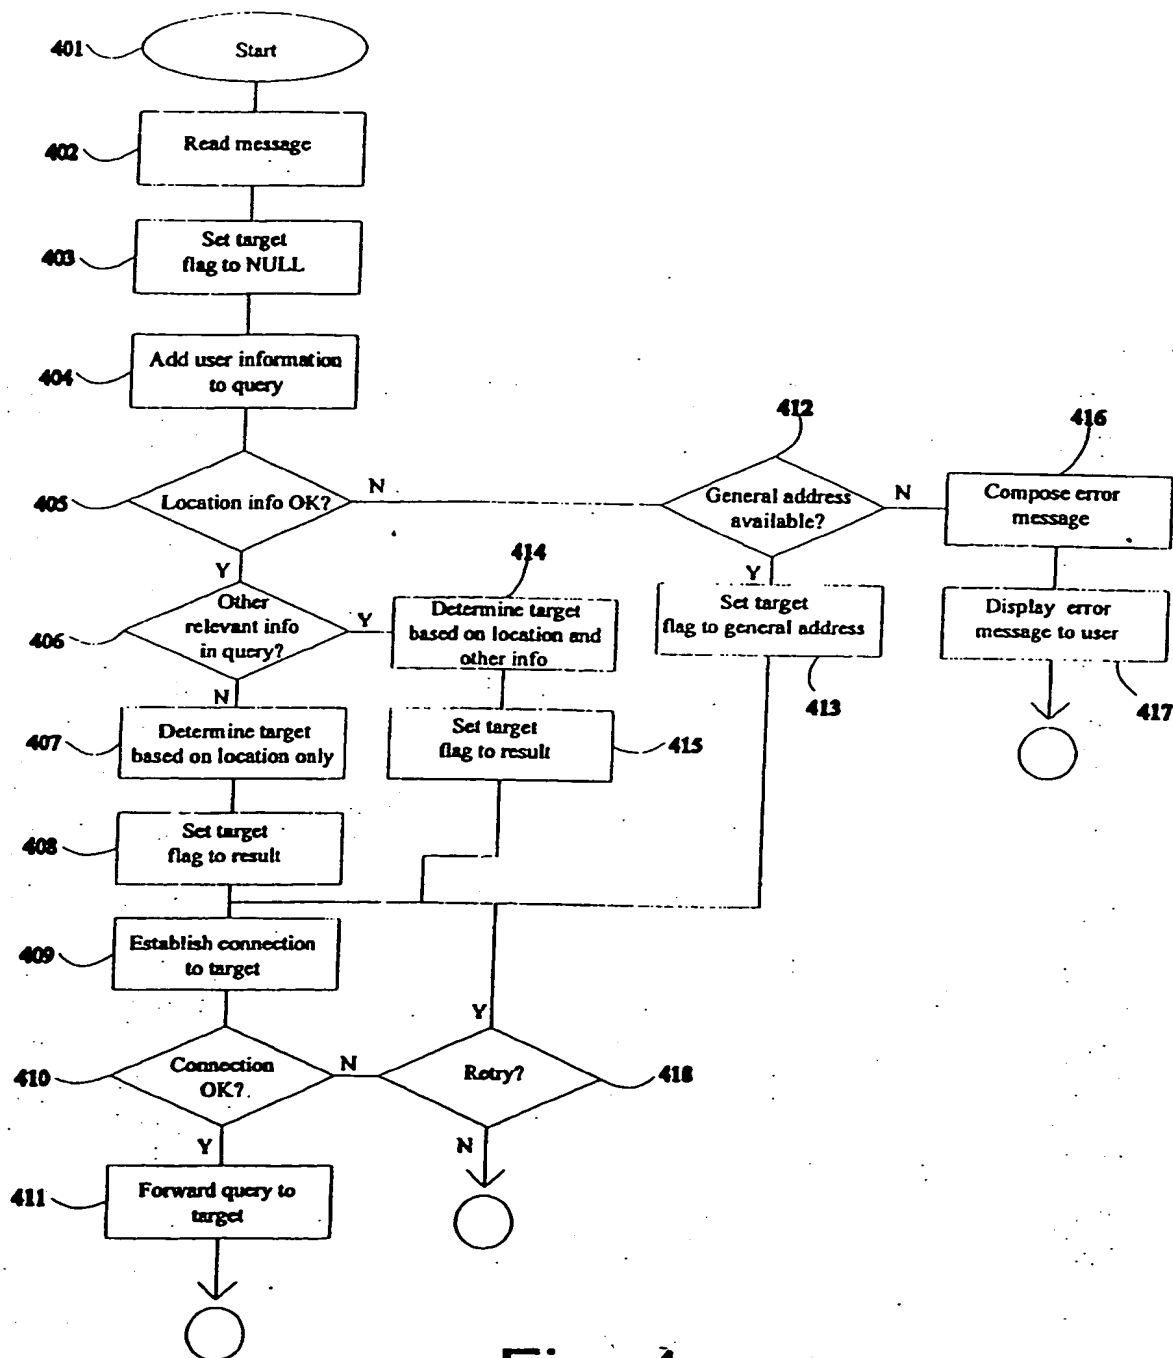 401
Start
402
Read message
403
Set target
flag to NULL
404
Add user information
to query
405
Location info OK?
N
Y
412
General address
available?
N
Y
416
Compose error
message
Display error
message to user
417
Set target
flag to general address
413
406
Other
relevant info
in query?
Y
N
414
Determine target
based on location and
other info
Set target
flag to result
415
407
Determine target
based on location only
408
Set target
flag to result
409
Establish connection
to target
410
Connection
OK?
N
Y
Retry?
418
Y
N
411
Forward query to
target